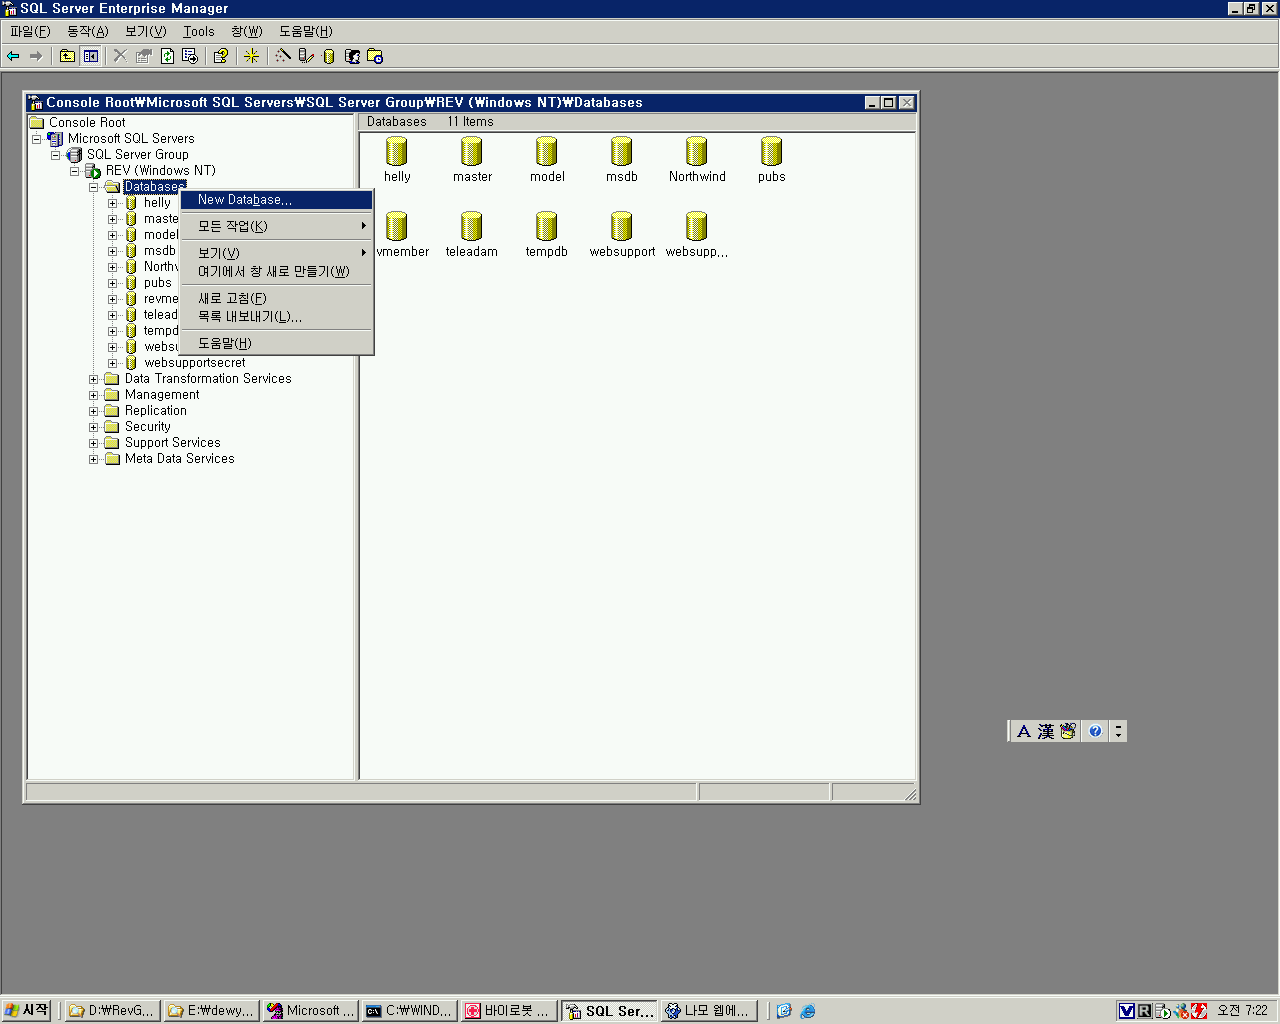 SQL Server Enterprise Manager
파일(F) 동작(A) 보기(V) Tools 창(W) 도움말(H)
Console Root₩Microsoft SQL Servers₩SQL Server Group₩REV (Windows NT)₩Databases
Console Root
Microsoft SQL Servers
SQL Server Group
REV (Windows NT)
Databases
helly
maste
model
msdb
Northw
pubs
revme
telead
tempd
websu
websupportsecret
Data Transformation Services
Management
Replication
Security
Support Services
Meta Data Services
New Database...
모든 작업(K)
보기(V)
여기에서 창 새로 만들기(W)
새로 고침(F)
목록 내보내기(L)...
도움말(H)
Databases 11 Items
helly master model msdb Northwind pubs
vmember teleadam tempdb websupport websupp...
A 漢
시작 D:₩RevG... E:₩dewy... Microsoft ... C:₩WIND... 바이로봇 ... SQL Ser... 나모 웹에... 오전 7:22